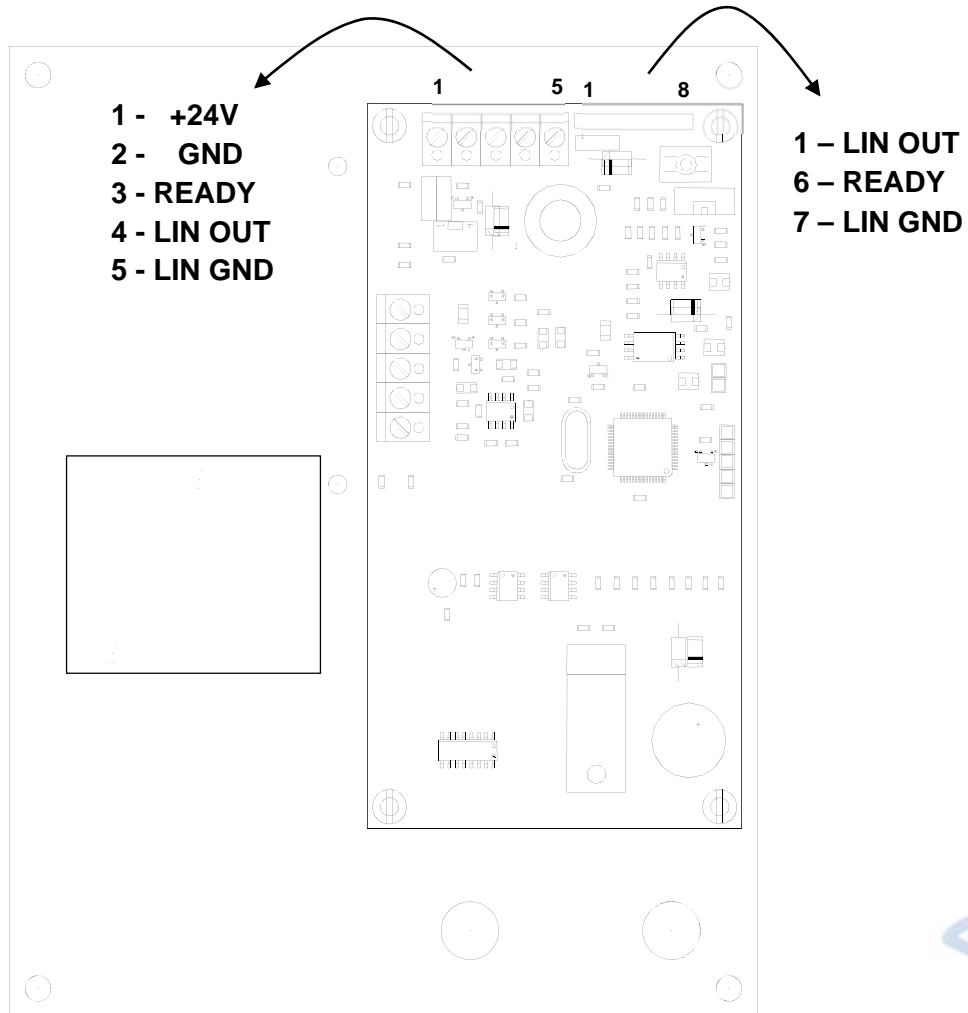 1 5 1 8
1 - +24V
2 - GND
3 - READY
4 - LIN OUT
5 - LIN GND
1 – LIN OUT
6 – READY
7 – LIN GND